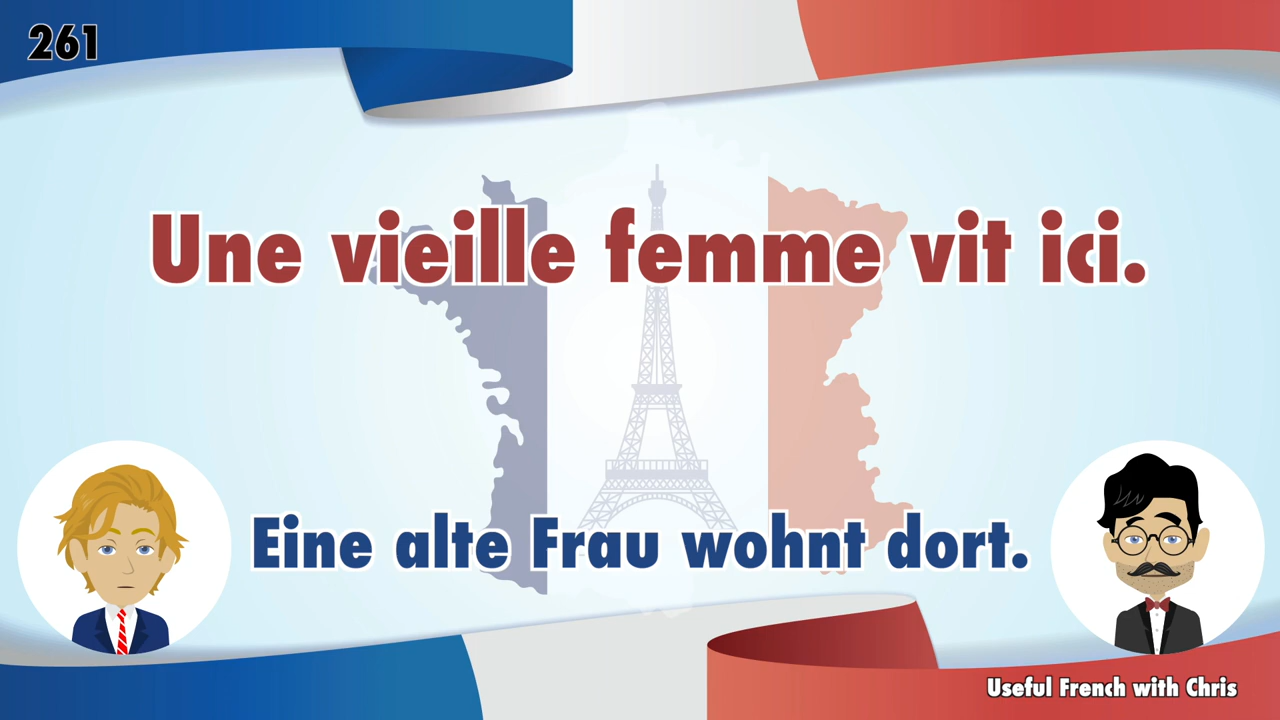 261
Une vieille femme vit ici.
Eine alte Frau wohnt dort.
Useful French with Chris